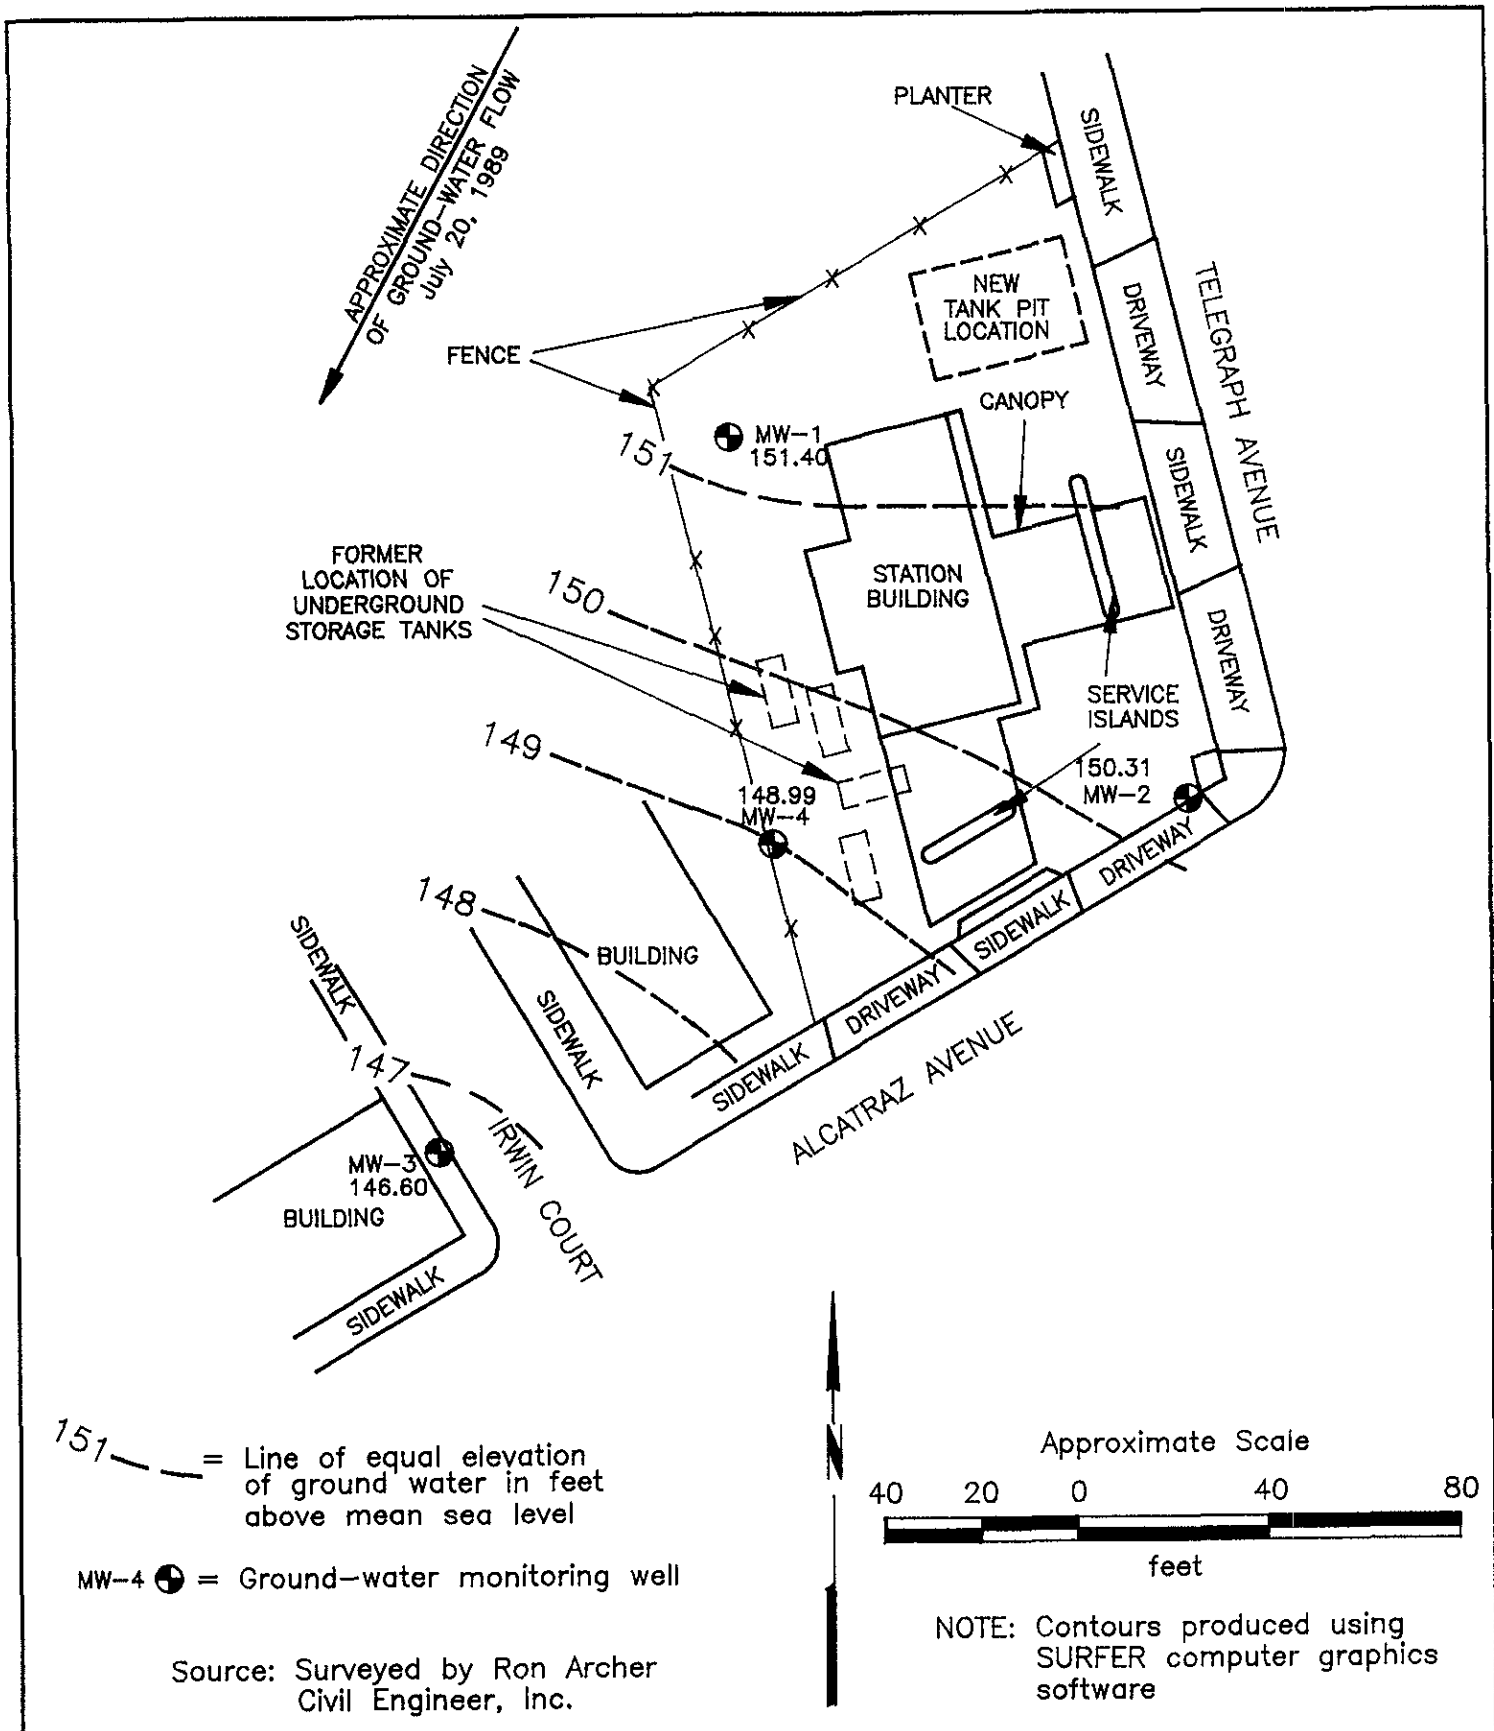 APPROXIMATE DIRECTION
OF GROUND-WATER FLOW
July 20, 1989
PLANTER
SIDEWALK
NEW
TANK PIT
LOCATION
DRIVEWAY
TELEGRAPH AVENUE
FENCE
CANOPY
MW-1
151.40
151
SIDEWALK
FORMER
LOCATION OF
UNDERGROUND
STORAGE TANKS
150
STATION
BUILDING
DRIVEWAY
SERVICE
ISLANDS
149
150.31
MW-2
148.99
MW-4
DRIVEWAY
148
SIDEWALK
SIDEWALK
BUILDING
DRIVEWAY
SIDEWALK
SIDEWALK
ALCATRAZ AVENUE
147
IRWIN COURT
MW-3
146.60
BUILDING
SIDEWALK
151
= Line of equal elevation
of ground water in feet
above mean sea level
N
Approximate Scale
40 20 0 40 80
feet
MW-4 = Ground-water monitoring well
NOTE: Contours produced using
SURFER computer graphics
software
Source: Surveyed by Ron Archer
Civil Engineer, Inc.